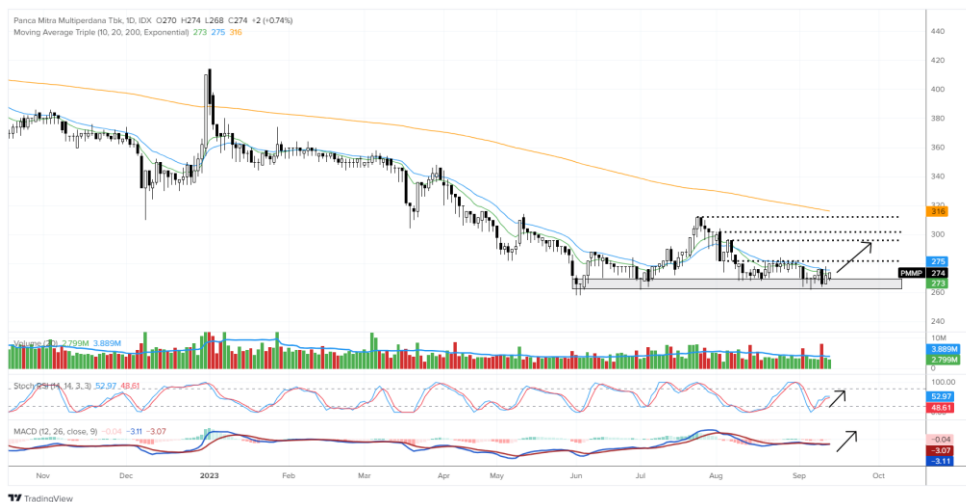 Panca Mitra Multiperdana Tbk, 1D, IDX O270 H274 L268 C274 +2 (+0.74%)
Moving Average Triple (10, 20, 200, Exponential) 273 275 316
440
420
400
380
360
340
320
316
300
275
PMMP 274
273
260
240
Volume (20) 2.799M 3.889M
10M
3.889M
2.799M
0
Stoch RSI (14, 14, 3, 3) 52.97 48.61
100.00
52.97
48.61
MACD (12, 26, close, 9) −0.04 −3.11 −3.07
−0.04
−3.07
−3.11
Nov Dec 2023 Feb Mar Apr May Jun Jul Aug Sep Oct
TradingView